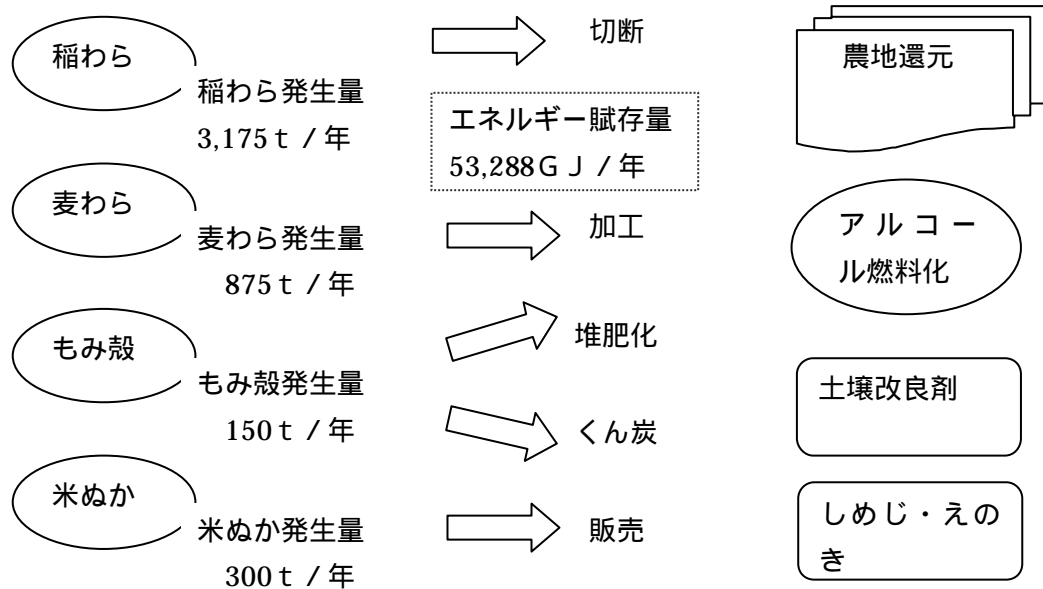 稲わら
稲わら発生量
3,175ｔ／年
切断
エネルギー賦存量
53,288ＧＪ／年
農地還元
麦わら
麦わら発生量
875ｔ／年
加工
アルコー
ル燃料化
もみ殻
もみ殻発生量
150ｔ／年
堆肥化
くん炭
土壌改良剤
米ぬか
米ぬか発生量
300ｔ／年
販売
しめじ・えの
き